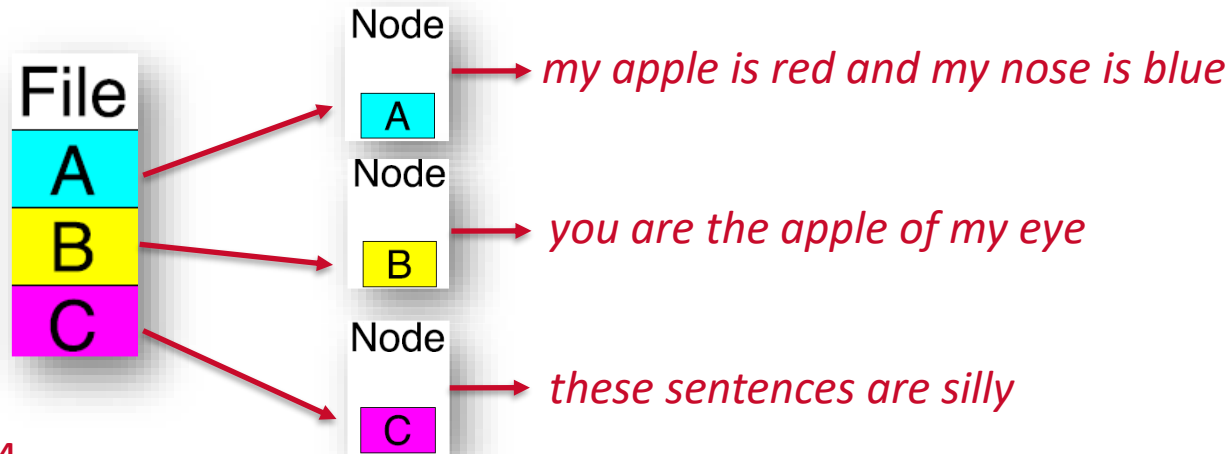 File
A
B
C
Node
A
my apple is red and my nose is blue
Node
B
you are the apple of my eye
Node
C
these sentences are silly